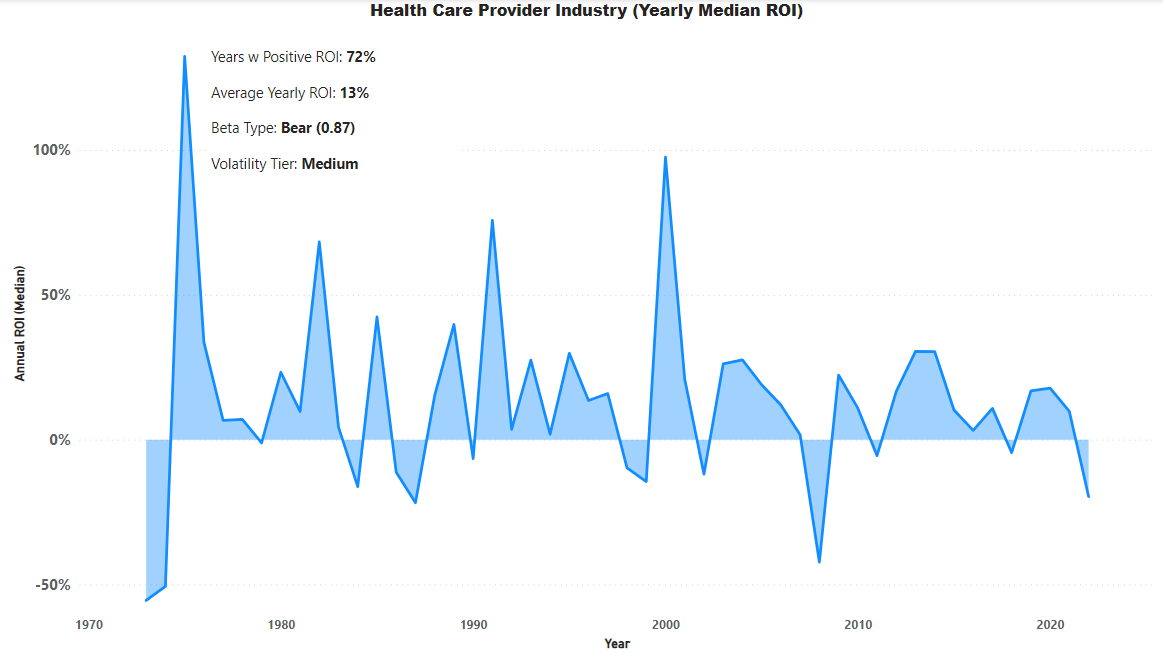 Health Care Provider Industry (Yearly Median ROI)
Years w Positive ROI: 72%
Average Yearly ROI: 13%
Beta Type: Bear (0.87)
Volatility Tier: Medium
100%
50%
0%
-50%
Annual ROI (Median)
1970 1980 1990 2000 2010 2020
Year